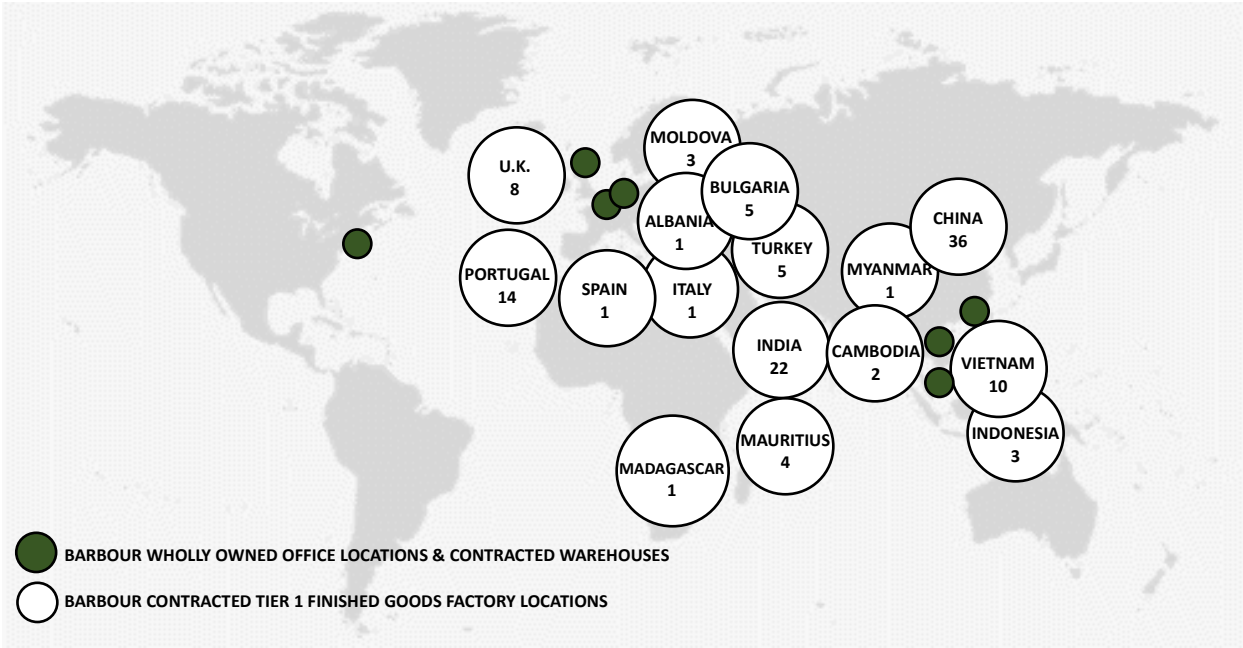 U.K.
8
MOLDOVA
3
BULGARIA
5
ALBANIA
1
TURKEY
5
CHINA
36
MYANMAR
1
PORTUGAL
14
SPAIN
1
ITALY
1
INDIA
22
CAMBODIA
2
VIETNAM
10
INDONESIA
3
MAURITIUS
4
MADAGASCAR
1
BARBOUR WHOLLY OWNED OFFICE LOCATIONS & CONTRACTED WAREHOUSES
BARBOUR CONTRACTED TIER 1 FINISHED GOODS FACTORY LOCATIONS